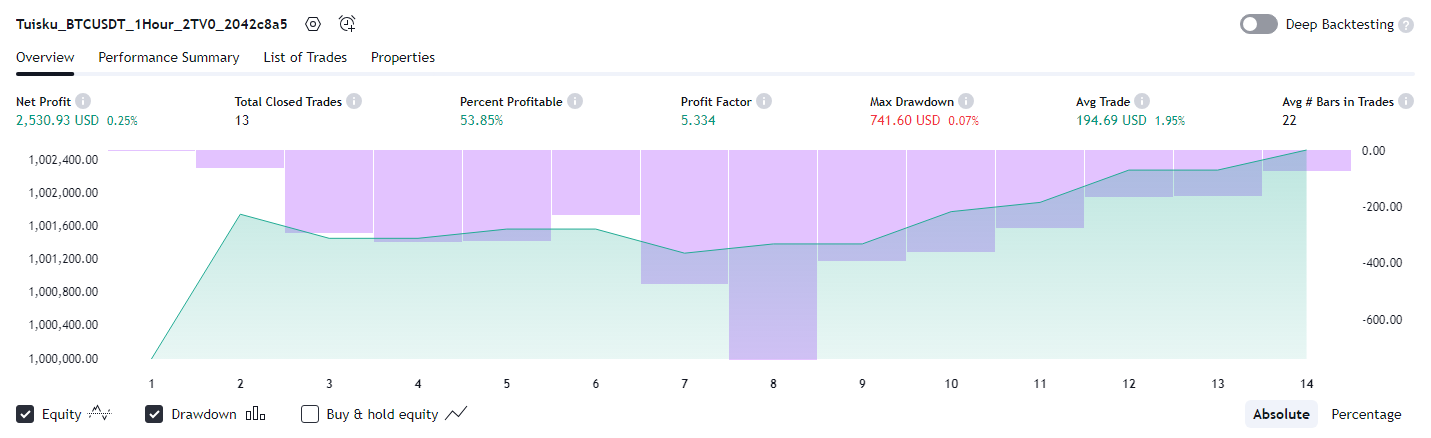 Tuisku_BTCUSDT_1Hour_2TV0_2042c8a5 Deep Backtesting ?
Overview Performance Summary List of Trades Properties
Net Profit i Total Closed Trades i Percent Profitable i Profit Factor i Max Drawdown i Avg Trade i Avg # Bars in Trades i
2,530.93 USD 0.25% 13 53.85% 5.334 741.60 USD 0.07% 194.69 USD 1.95% 22
1,002,400.00 0.00
1,002,000.00
1,001,600.00 -200.00
1,001,200.00 -400.00
1,000,800.00
1,000,400.00 -600.00
1,000,000.00
1 2 3 4 5 6 7 8 9 10 11 12 13 14
Equity Drawdown Buy & hold equity Absolute Percentage